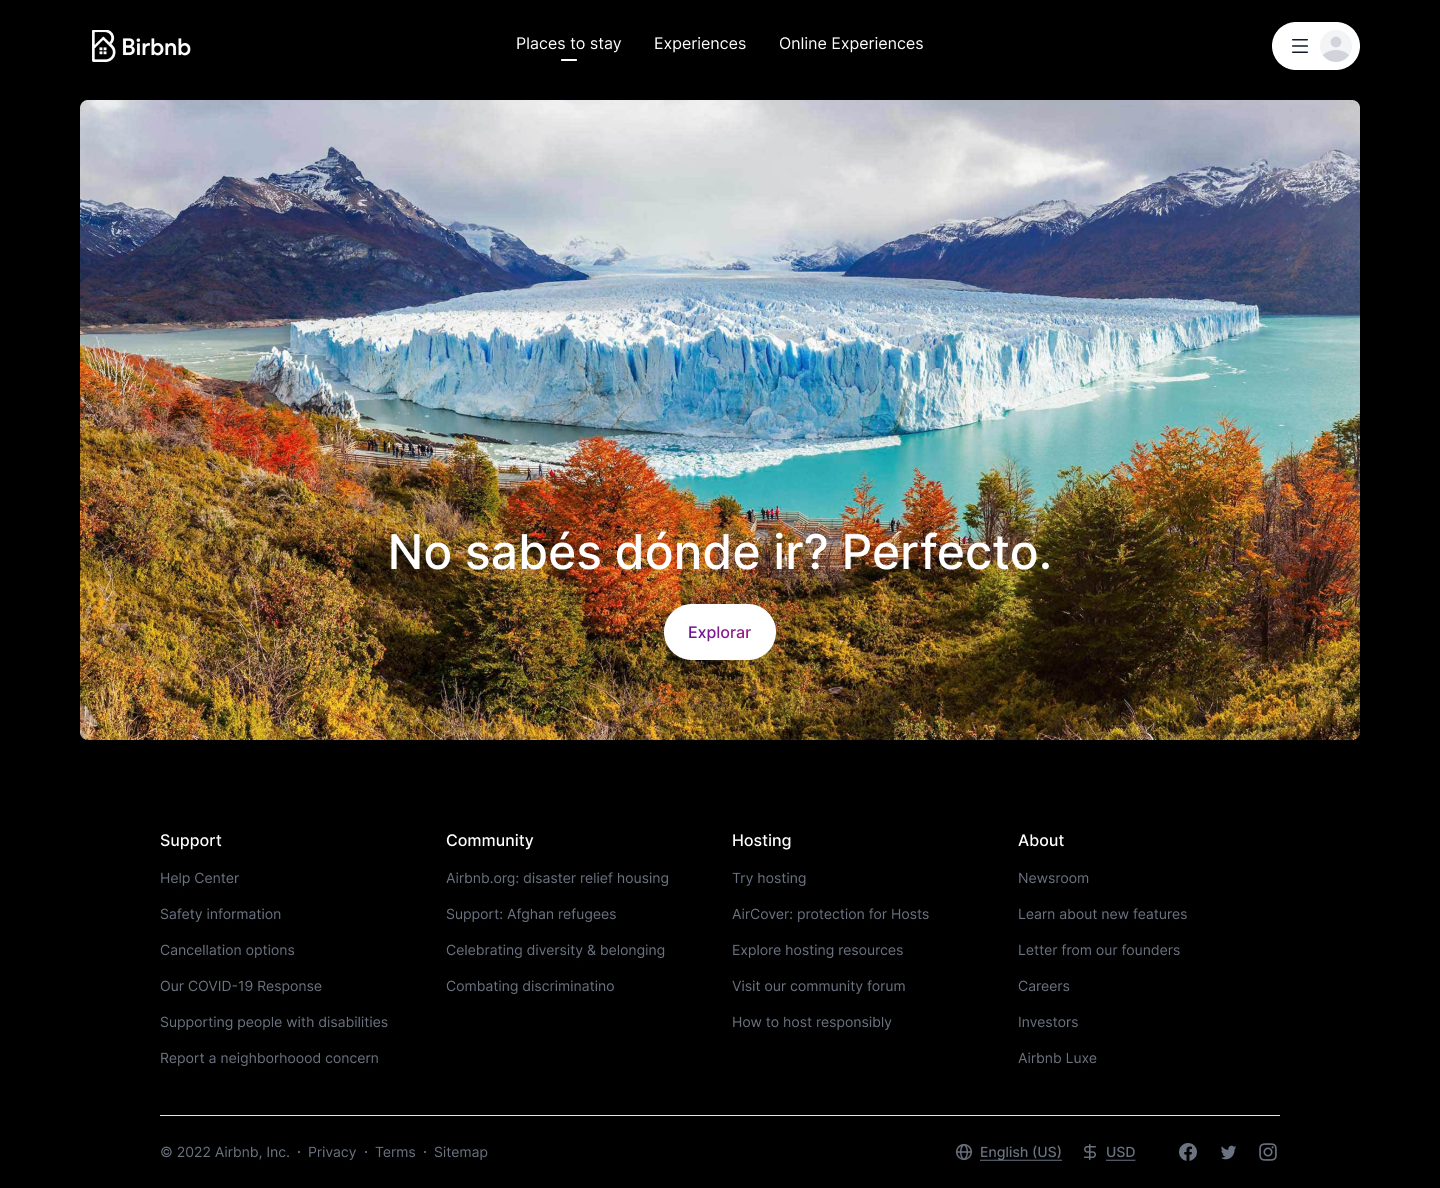 Birbnb
Places to stay
Experiences
Online Experiences
No sabés dónde ir? Perfecto.
Explorar
Support
Help Center
Safety information
Cancellation options
Our COVID-19 Response
Supporting people with disabilities
Report a neighborhoood concern
Community
Airbnb.org: disaster relief housing
Support: Afghan refugees
Celebrating diversity & belonging
Combating discriminatino
Hosting
Try hosting
AirCover: protection for Hosts
Explore hosting resources
Visit our community forum
How to host responsibly
About
Newsroom
Learn about new features
Letter from our founders
Careers
Investors
Airbnb Luxe
© 2022 Airbnb, Inc. · Privacy · Terms · Sitemap
English (US)
USD